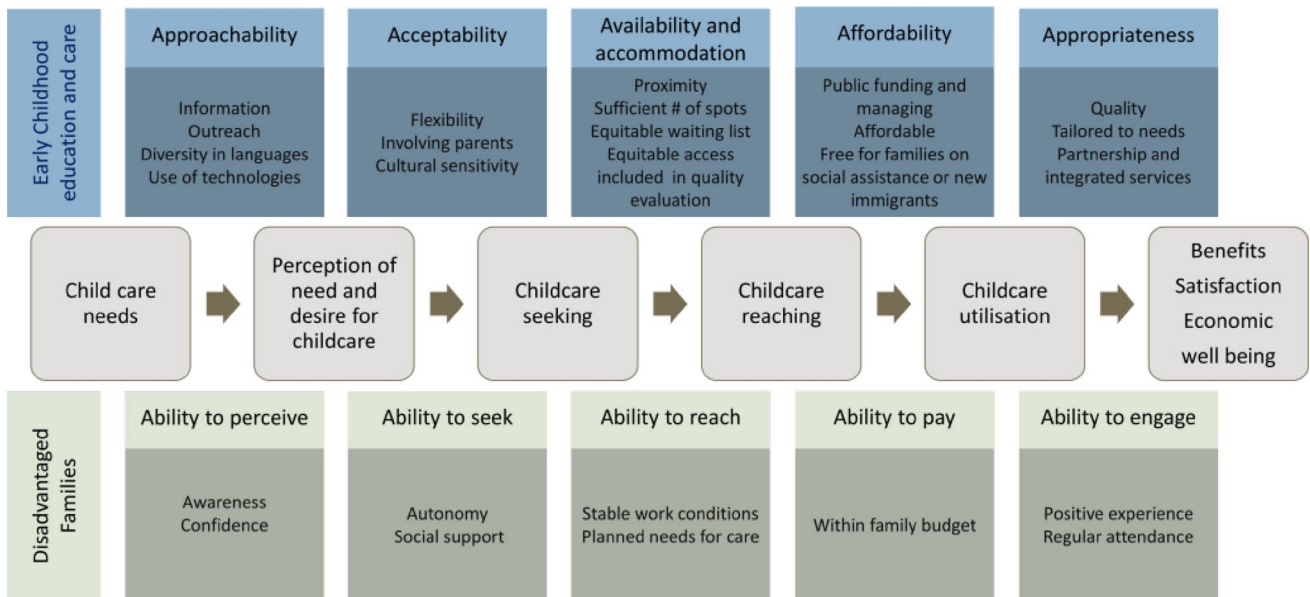 Early Childhood
education and care
Approachability
Information
Outreach
Diversity in languages
Use of technologies
Acceptability
Flexibility
Involving parents
Cultural sensitivity
Availability and
accommodation
Proximity
Sufficient # of spots
Equitable waiting list
Equitable access
included in quality
evaluation
Affordability
Public funding and
managing
Affordable
Free for families on
social assistance or new
immigrants
Appropriateness
Quality
Tailored to needs
Partnership and
integrated services
Child care
needs
Perception of
need and
desire for
childcare
Childcare
seeking
Childcare
reaching
Childcare
utilisation
Benefits
Satisfaction
Economic
well being
Disadvantaged
Families
Ability to perceive
Awareness
Confidence
Ability to seek
Autonomy
Social support
Ability to reach
Stable work conditions
Planned needs for care
Ability to pay
Within family budget
Ability to engage
Positive experience
Regular attendance